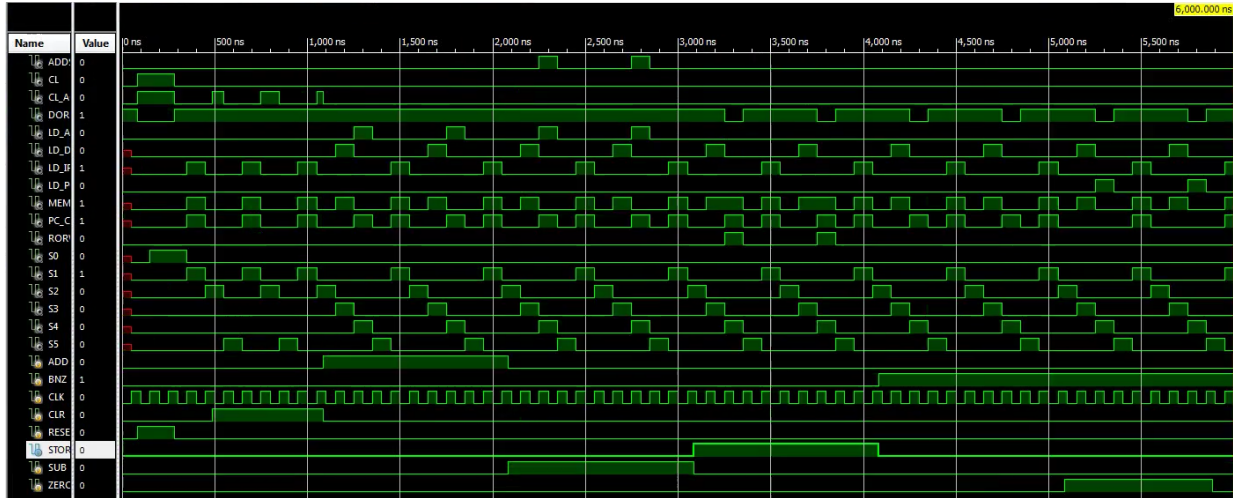 6,000.000 ns
Name Value 0 ns 500 ns 1,000 ns 1,500 ns 2,000 ns 2,500 ns 3,000 ns 3,500 ns 4,000 ns 4,500 ns 5,000 ns 5,500 ns
ADD 0
CL 0
CL_A 0
DOR 1
LD_A 0
LD_D 0
LD_IF 1
LD_P 0
MEM 1
PC_C 1
ROR 0
S0 0
S1 1
S2 0
S3 0
S4 0
S5 0
ADD 0
BNZ 1
CLK 0
CLR 0
RESE 0
STOR 0
SUB 0
ZERC 0